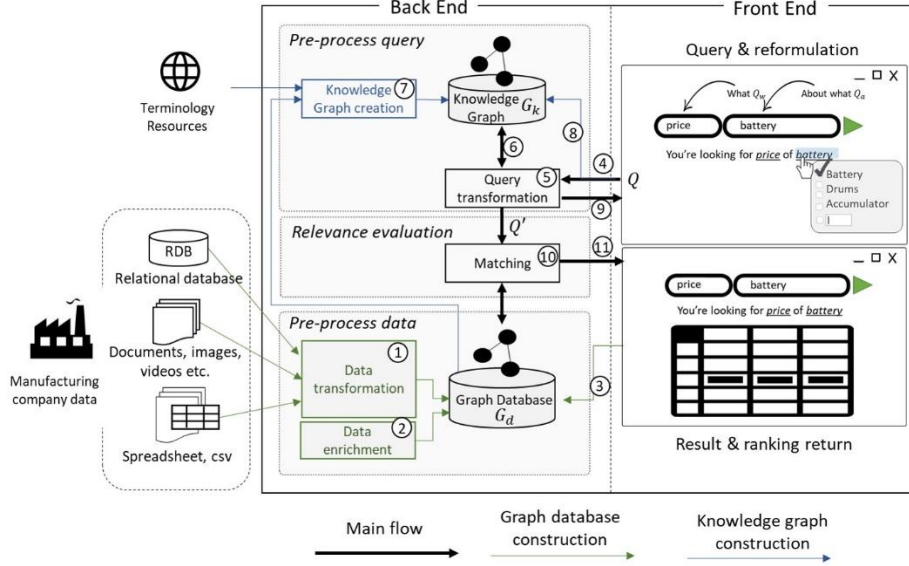 Back End
Front End
Pre-process query
Query & reformulation
Terminology
Resources
Knowledge
Graph creation
7
Knowledge
Graph
G_k
6
8
What Q_w
About what Q_a
price
battery
You're looking for price of battery
Battery
Drums
Accumulator
4
Q
Query
transformation
5
9
Q'
Relevance evaluation
Matching
10
11
RDB
Relational database
Documents, images,
videos etc.
Spreadsheet, csv
Manufacturing
company data
Pre-process data
1
Data
transformation
2
Data
enrichment
Graph Database
G_d
3
price
battery
You're looking for price of battery
Result & ranking return
Main flow
Graph database
construction
Knowledge graph
construction